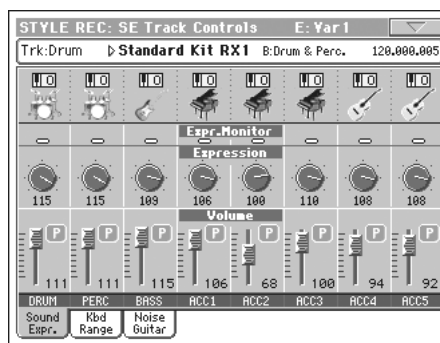 STYLE REC: SE Track Controls E: Var1
Trk:Drum ▷Standard Kit RX1 B:Drum & Perc. 120.000.005
Expr.Monitor
Expression
115 115 109 106 100 110 108 108
Volume
P P P P P P P P
111 111 115 106 68 100 94 92
DRUM PERC BASS ACC1 ACC2 ACC3 ACC4 ACC5
Sound Expr. Kbd Range Noise Guitar